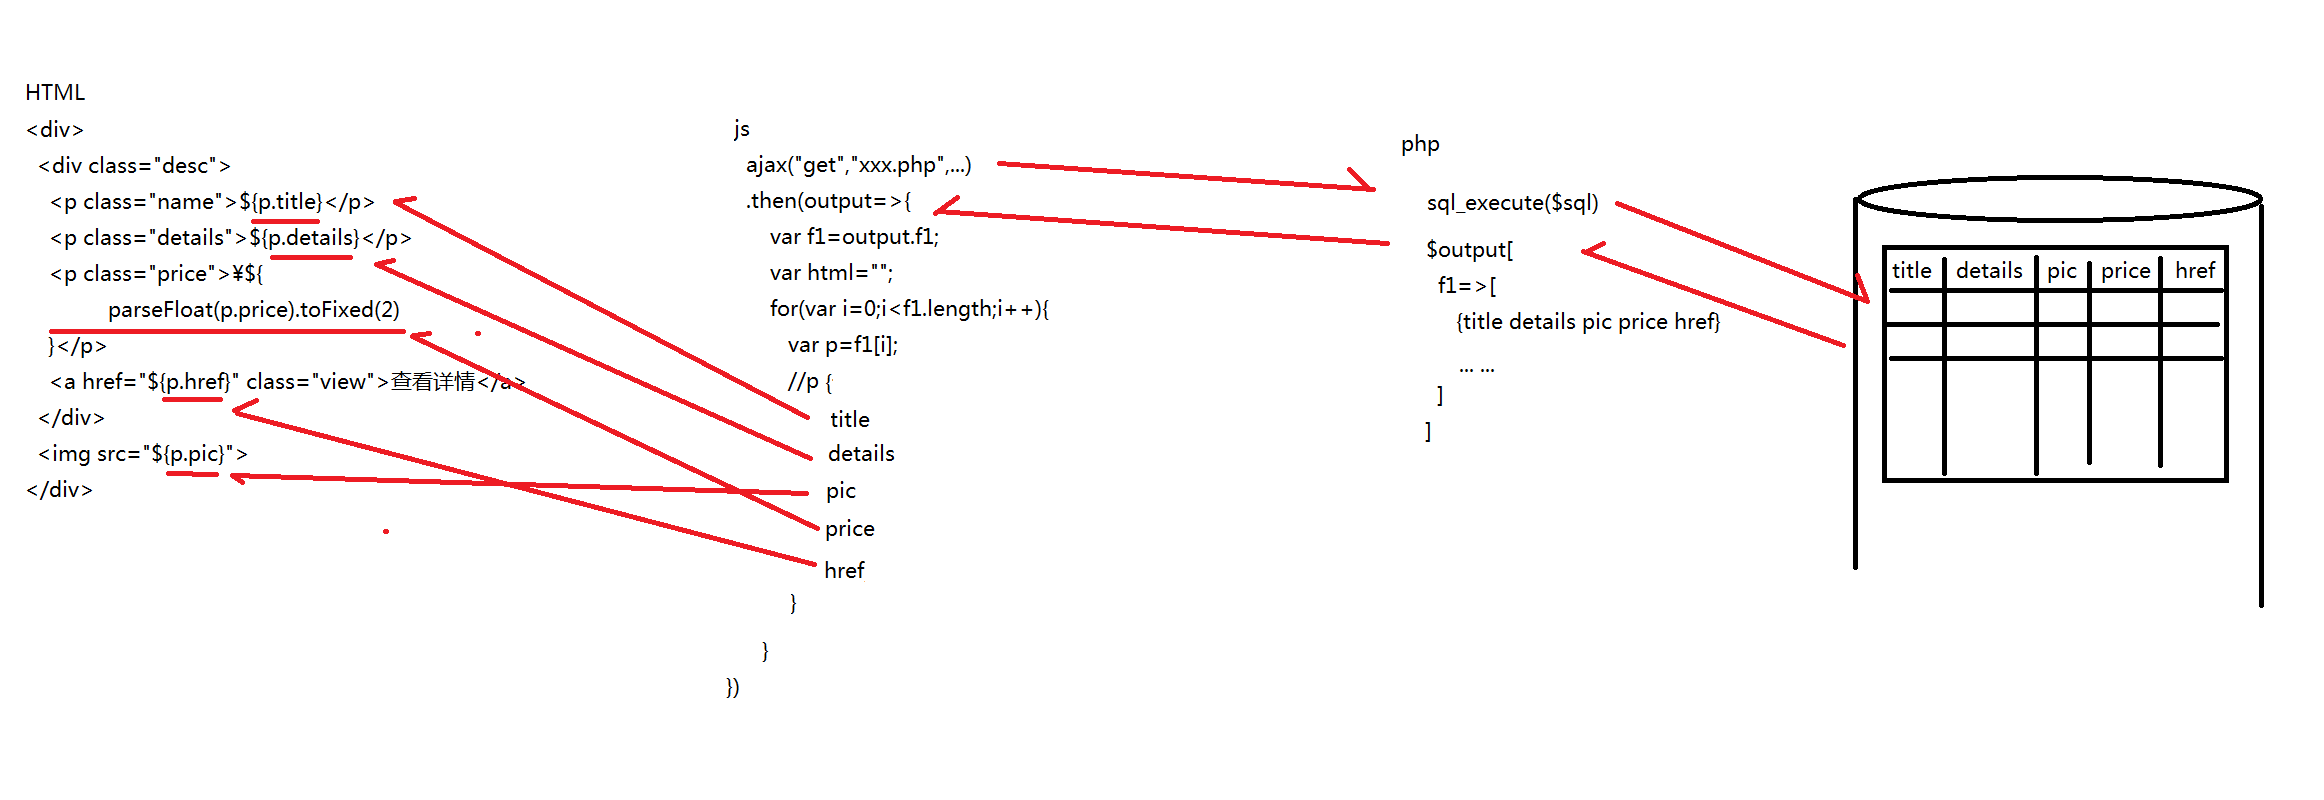 HTML
<div>
<div class="desc">
<p class="name">${p.title}</p>
<p class="details">${p.details}</p>
<p class="price">¥${
parseFloat(p.price).toFixed(2)
}</p>
<a href="${p.href}" class="view">查看详情</a>
</div>
<img src="${p.pic}">
</div>
js
ajax("get","xxx.php",...)
.then(output=>{
var f1=output.f1;
var html="";
for(var i=0;i<f1.length;i++){
var p=f1[i];
//p {
title
details
pic
price
href
}
}
})
php
sql_execute($sql)
$output[
f1=>[
{title details pic price href}
... ...
]
]
title details pic price href